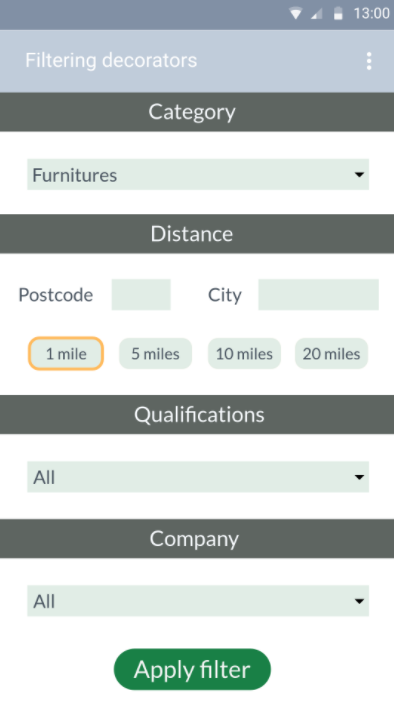 13:00
Filtering decorators
Category
Furnitures
Distance
Postcode City
1 mile 5 miles 10 miles 20 miles
Qualifications
All
Company
All
Apply filter